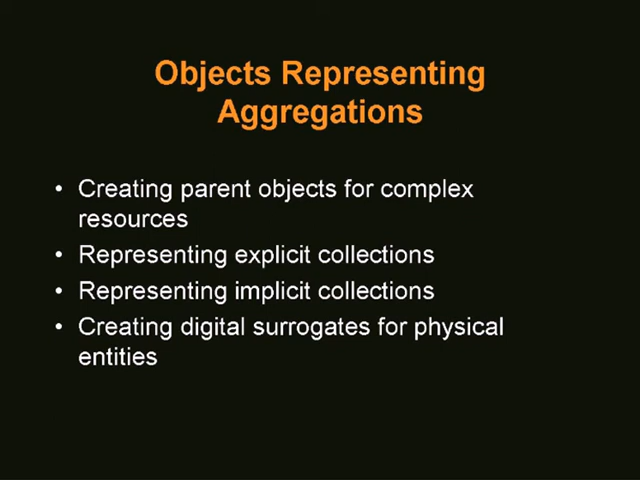 Objects Representing
Aggregations
• Creating parent objects for complex
resources
• Representing explicit collections
• Representing implicit collections
• Creating digital surrogates for physical
entities